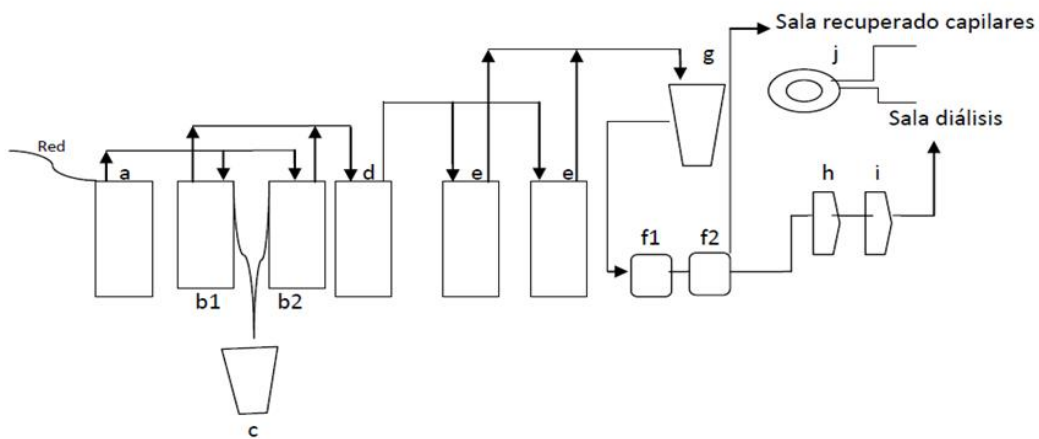 Sala recuperado capilares
g
j
Sala diálisis
Red
a
d
e
e
h
i
f1
f2
b1
b2
c